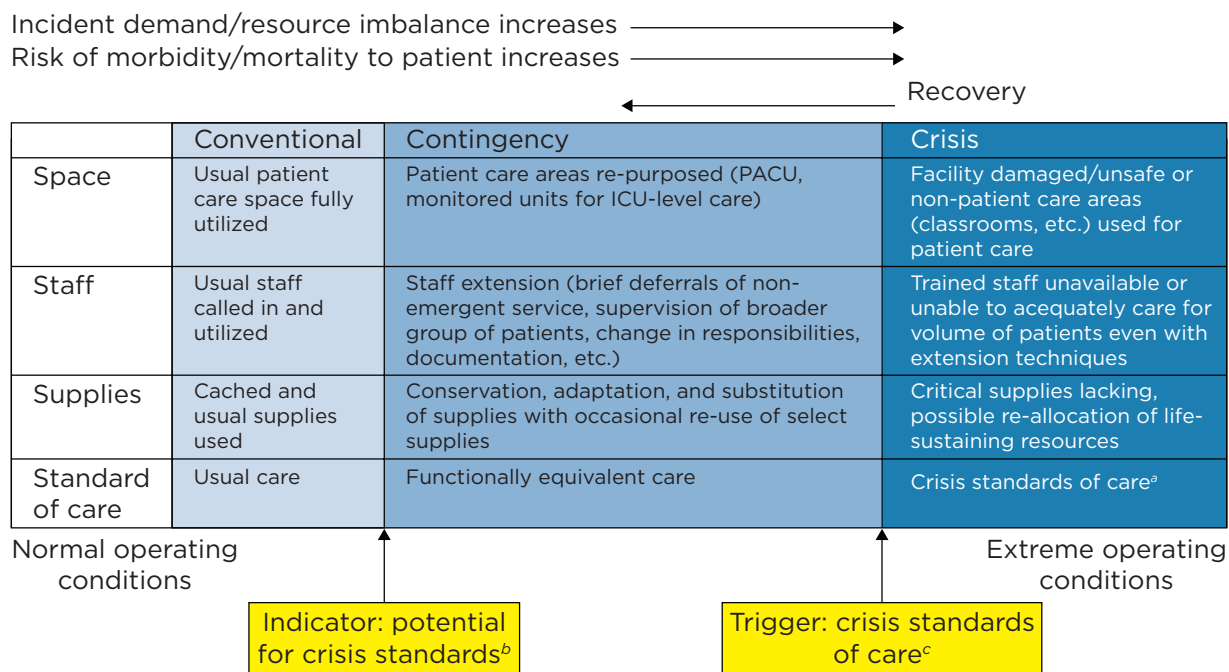 Incident demand/resource imbalance increases
Risk of morbidity/mortality to patient increases
Recovery
Conventional
Contingency
Crisis
Space
Usual patient
care space fully
utilized
Patient care areas re-purposed (PACU,
monitored units for ICU-level care)
Facility damaged/unsafe or
non-patient care areas
(classrooms, etc.) used for
patient care
Staff
Usual staff
called in and
utilized
Staff extension (brief deferrals of non-
emergent service, supervision of broader
group of patients, change in responsibilities,
documentation, etc.)
Trained staff unavailable or
unable to acequately care for
volume of patients even with
extension techniques
Supplies
Cached and
usual supplies
used
Conservation, adaptation, and substitution
of supplies with occasional re-use of select
supplies
Critical supplies lacking,
possible re-allocation of life-
sustaining resources
Standard
of care
Usual care
Functionally equivalent care
Crisis standards of careᵃ
Normal operating
conditions
Extreme operating
conditions
Indicator: potential
for crisis standardsᵇ
Trigger: crisis standards
of careᶜ